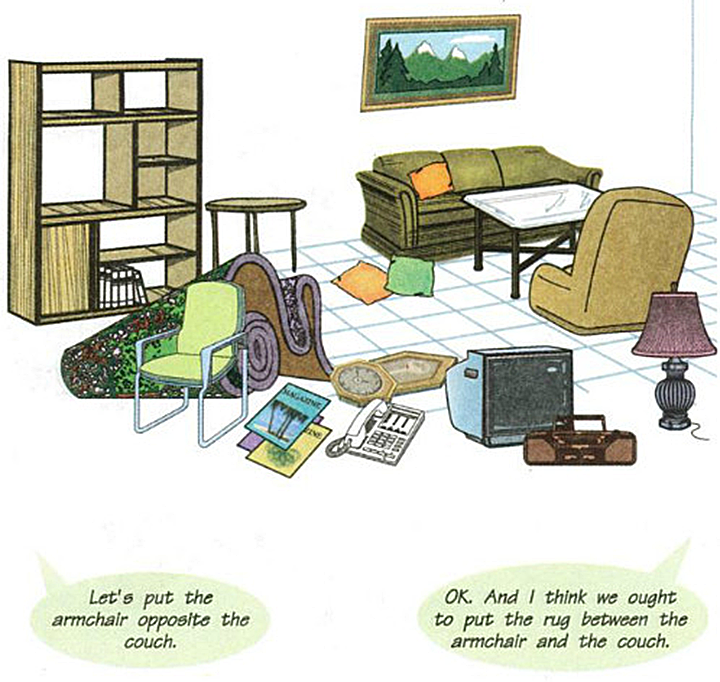 MAGAZINE
ZINE
Let's put the
armchair opposite the
couch.
OK. And I think we ought
to put the rug between the
armchair and the couch.